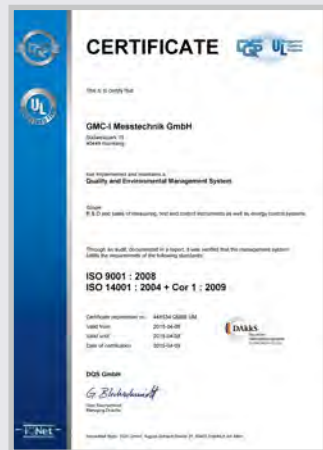 CERTIFICATE
DQS UL
UL
This is to certify that
GMC-I Messtechnik GmbH
Südwestpark 15
90449 Nürnberg
has implemented and maintains a
Quality and Environmental Management System
Scope
R & D and sales of measuring, test and control instruments as well as energy control systems
Through an audit, documented in a report, it was verified that the management system
fulfills the requirements of the following standards:
ISO 9001 : 2008
ISO 14001 : 2004 + Cor 1 : 2009
Certificate registration no.
Valid from
Valid until
Date of certification
DAkkS
DQS GmbH
Managing Director
IQNet